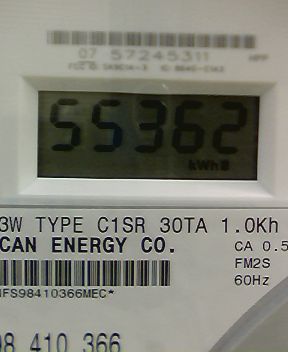 07 57245311
55362
kWh
3W TYPE C1SR 30TA 1.0Kh
CAN ENERGY CO.
CA 0.5
FM2S
60Hz
IFS98410366MEC*
98 410 366